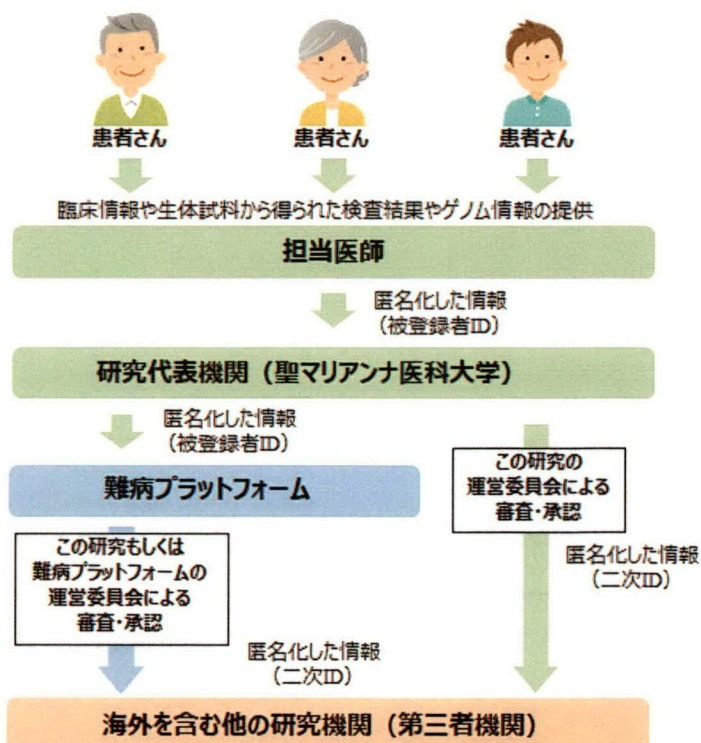 患者さん
患者さん
患者さん
臨床情報や生体試料から得られた検査結果やゲノム情報の提供
担当医師
匿名化した情報
(被登録者ID)
研究代表機関（聖マリアンナ医科大学）
匿名化した情報
(被登録者ID)
この研究の
運営委員会による
審査・承認
難病プラットフォーム
この研究もしくは
難病プラットフォームの
運営委員会による
審査・承認
匿名化した情報
(二次ID)
匿名化した情報
(二次ID)
海外を含む他の研究機関（第三者機関）